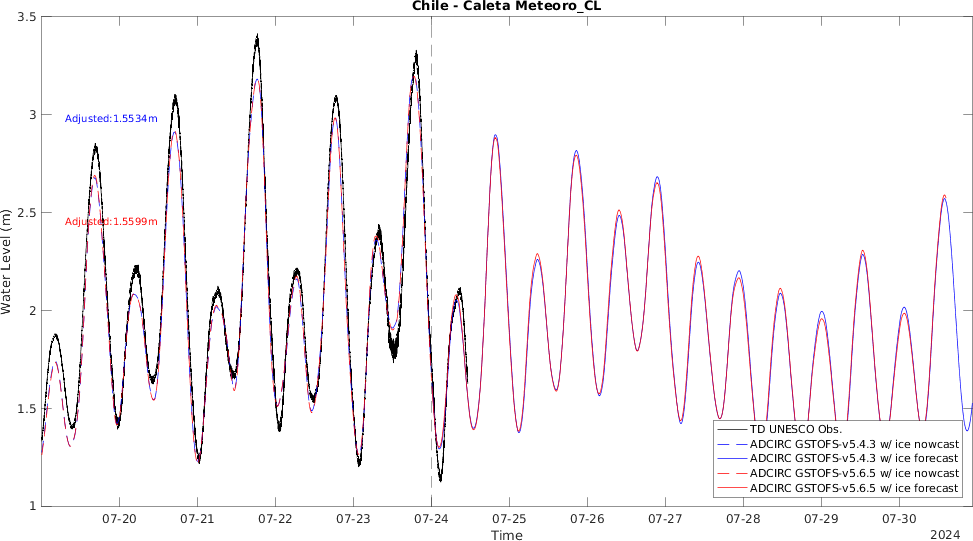 Chile - Caleta Meteoro_CL
3.5
3
2.5
2
1.5
1
Water Level (m)
Adjusted:1.5534m
Adjusted:1.5599m
TD UNESCO Obs.
ADCIRC GSTOFS-v5.4.3 w/ ice nowcast
ADCIRC GSTOFS-v5.4.3 w/ ice forecast
ADCIRC GSTOFS-v5.6.5 w/ ice nowcast
ADCIRC GSTOFS-v5.6.5 w/ ice forecast
07-20 07-21 07-22 07-23 07-24 07-25 07-26 07-27 07-28 07-29 07-30
Time
2024